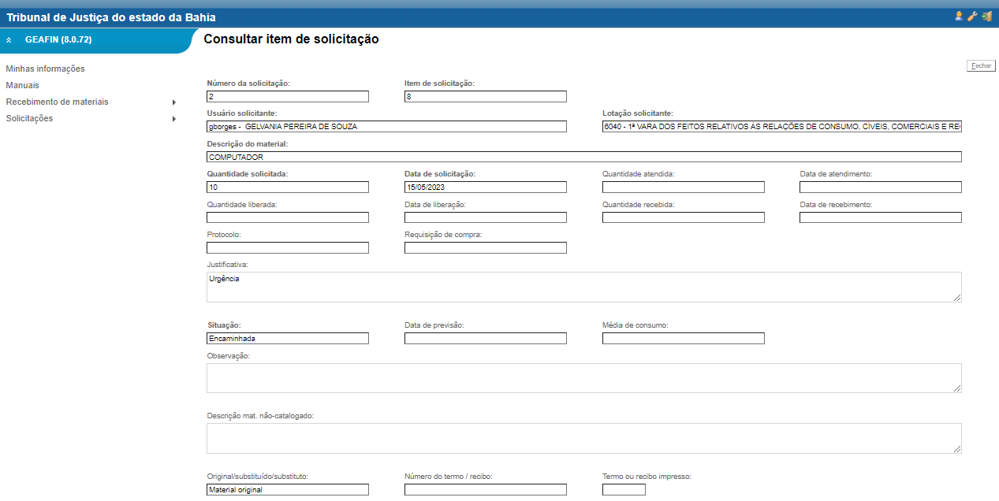 Tribunal de Justiça do estado da Bahia
GEAFIN (8.0.72)
Consultar item de solicitação
Minhas informações
Manuais
Recebimento de materiais
Solicitações
Fechar
Número da solicitação: Item de solicitação:
2 8
Usuário solicitante: Lotação solicitante:
gborges - GELVANIA PEREIRA DE SOUZA 6040 - 1ª VARA DOS FEITOS RELATIVOS ÀS RELAÇÕES DE CONSUMO, CÍVEIS, COMERCIAIS E
Descrição do material:
COMPUTADOR
Quantidade solicitada: Data de solicitação: Quantidade atendida: Data de atendimento:
10 15/05/2023
Quantidade liberada: Data de liberação: Quantidade recebida: Data de recebimento:
Protocolo: Requisição de compra:
Justificativa:
Urgência
Situação: Data de previsão: Média de consumo:
Encaminhada
Observação:
Descrição mat. não-catalogado:
Original/substituído/substituto: Número do termo / recibo: Termo ou recibo impresso:
Material original